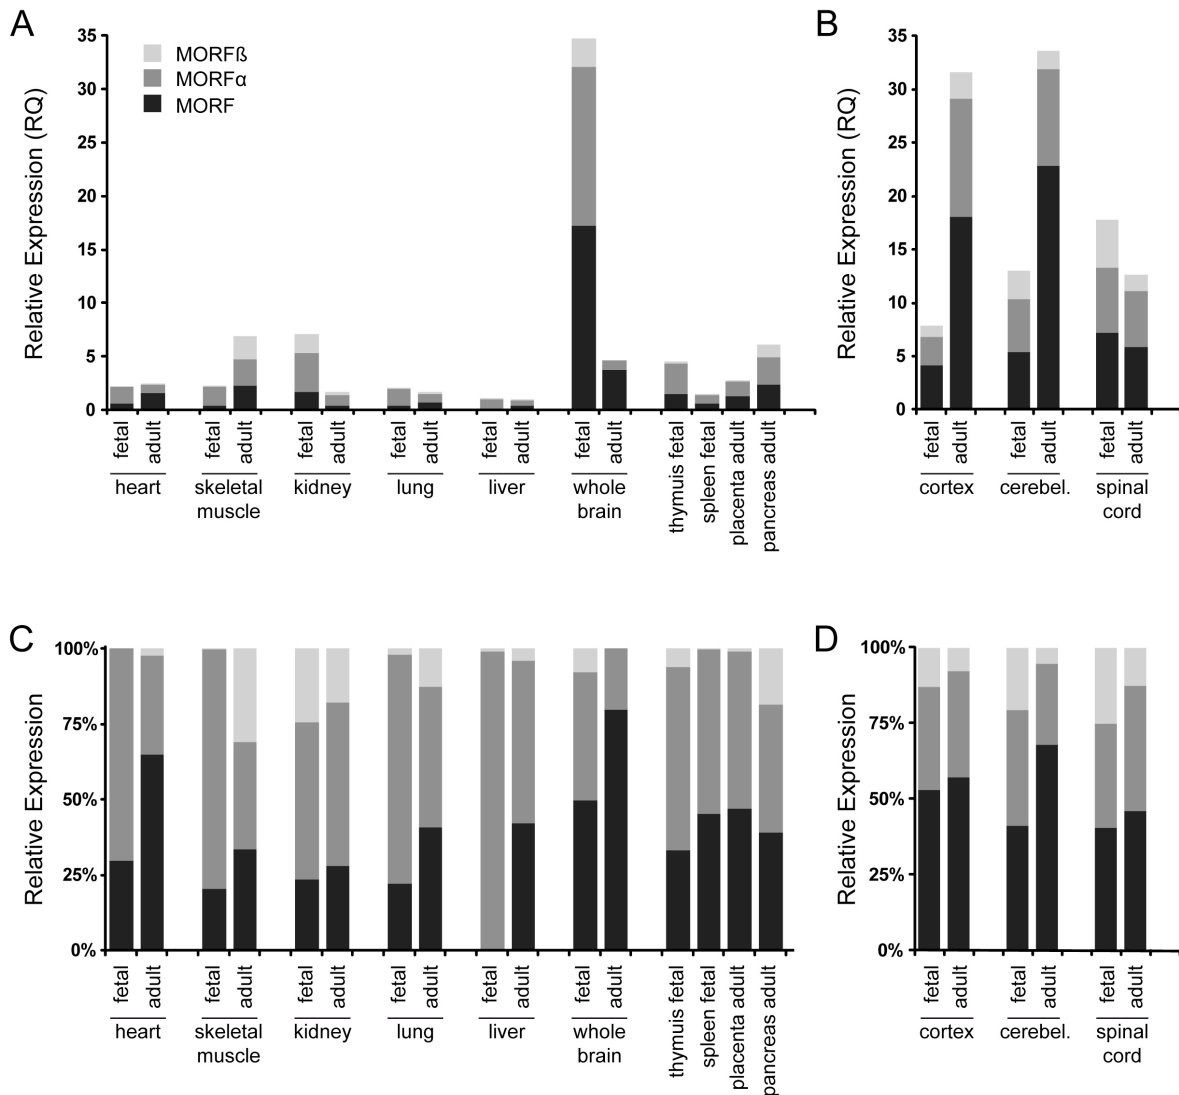 A
Relative Expression (RQ)
35
30
25
20
15
10
5
0
MORFß
MORFα
MORF
fetal
adult
heart
fetal
adult
skeletal
muscle
fetal
adult
kidney
fetal
adult
lung
fetal
adult
liver
fetal
adult
whole
brain
thymuis fetal
spleen fetal
placenta adult
pancreas adult
B
Relative Expression (RQ)
35
30
25
20
15
10
5
0
fetal
adult
cortex
fetal
adult
cerebel.
fetal
adult
spinal
cord
C
Relative Expression
100%
75%
50%
25%
0%
fetal
adult
heart
fetal
adult
skeletal
muscle
fetal
adult
kidney
fetal
adult
lung
fetal
adult
liver
fetal
adult
whole
brain
thymuis fetal
spleen fetal
placenta adult
pancreas adult
D
Relative Expression
100%
75%
50%
25%
0%
fetal
adult
cortex
fetal
adult
cerebel.
fetal
adult
spinal
cord